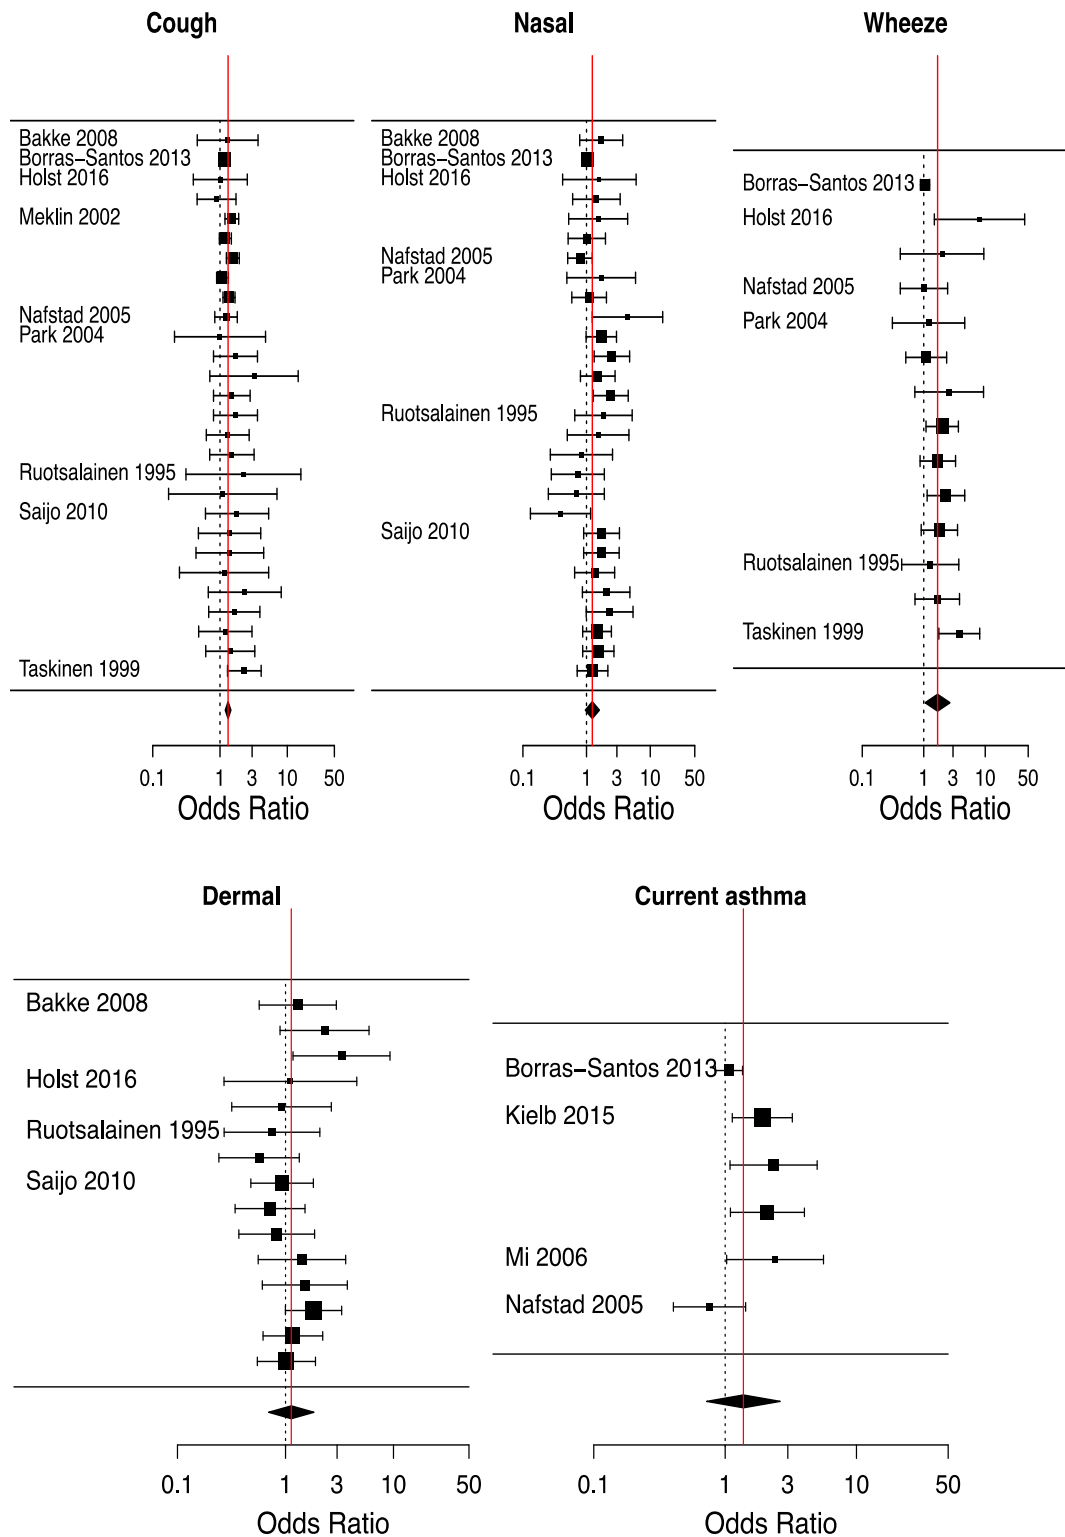 Cough
Bakke 2008
Borras−Santos 2013
Holst 2016
Meklin 2002
Nafstad 2005
Park 2004
Ruotsalainen 1995
Saijo 2010
Taskinen 1999
0.1 1 3 10 50
Odds Ratio
Nasal
Bakke 2008
Borras−Santos 2013
Holst 2016
Nafstad 2005
Park 2004
Ruotsalainen 1995
Saijo 2010
0.1 1 3 10 50
Odds Ratio
Wheeze
Borras−Santos 2013
Holst 2016
Nafstad 2005
Park 2004
Ruotsalainen 1995
Taskinen 1999
0.1 1 3 10 50
Odds Ratio
Dermal
Bakke 2008
Holst 2016
Ruotsalainen 1995
Saijo 2010
0.1 1 3 10 50
Odds Ratio
Current asthma
Borras−Santos 2013
Kielb 2015
Mi 2006
Nafstad 2005
0.1 1 3 10 50
Odds Ratio